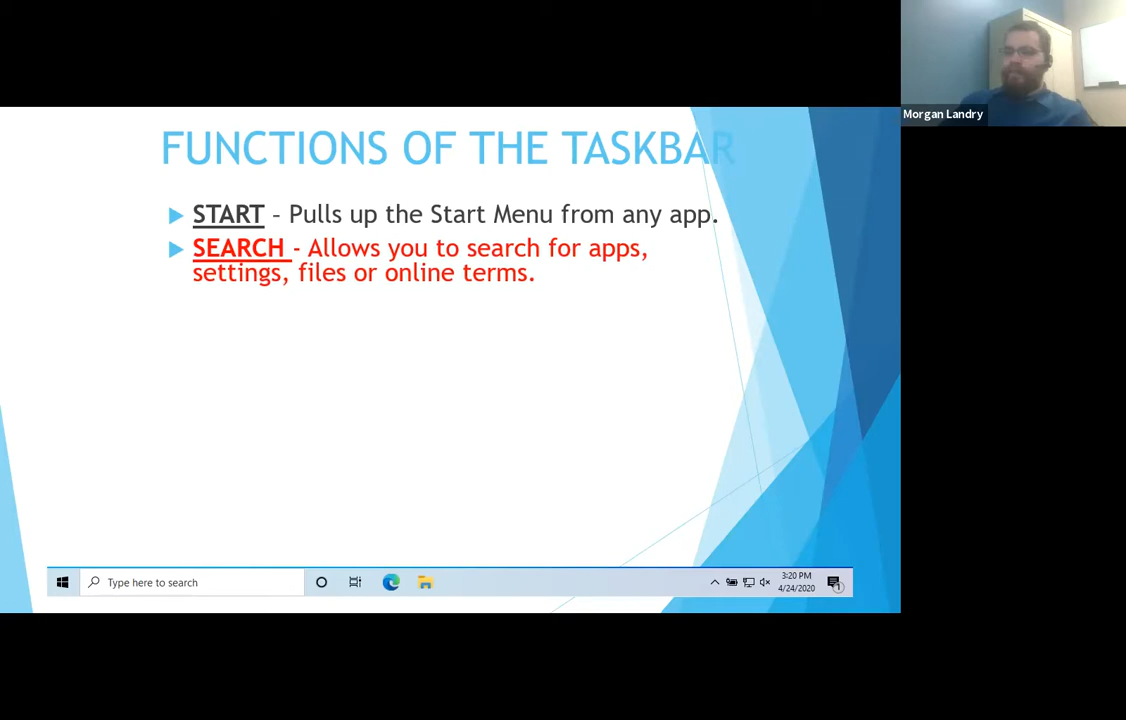 Morgan Landry
FUNCTIONS OF THE TASKBAR
START – Pulls up the Start Menu from any app.
SEARCH - Allows you to search for apps,
settings, files or online terms.
Type here to search
3:20 PM
4/24/2020
1